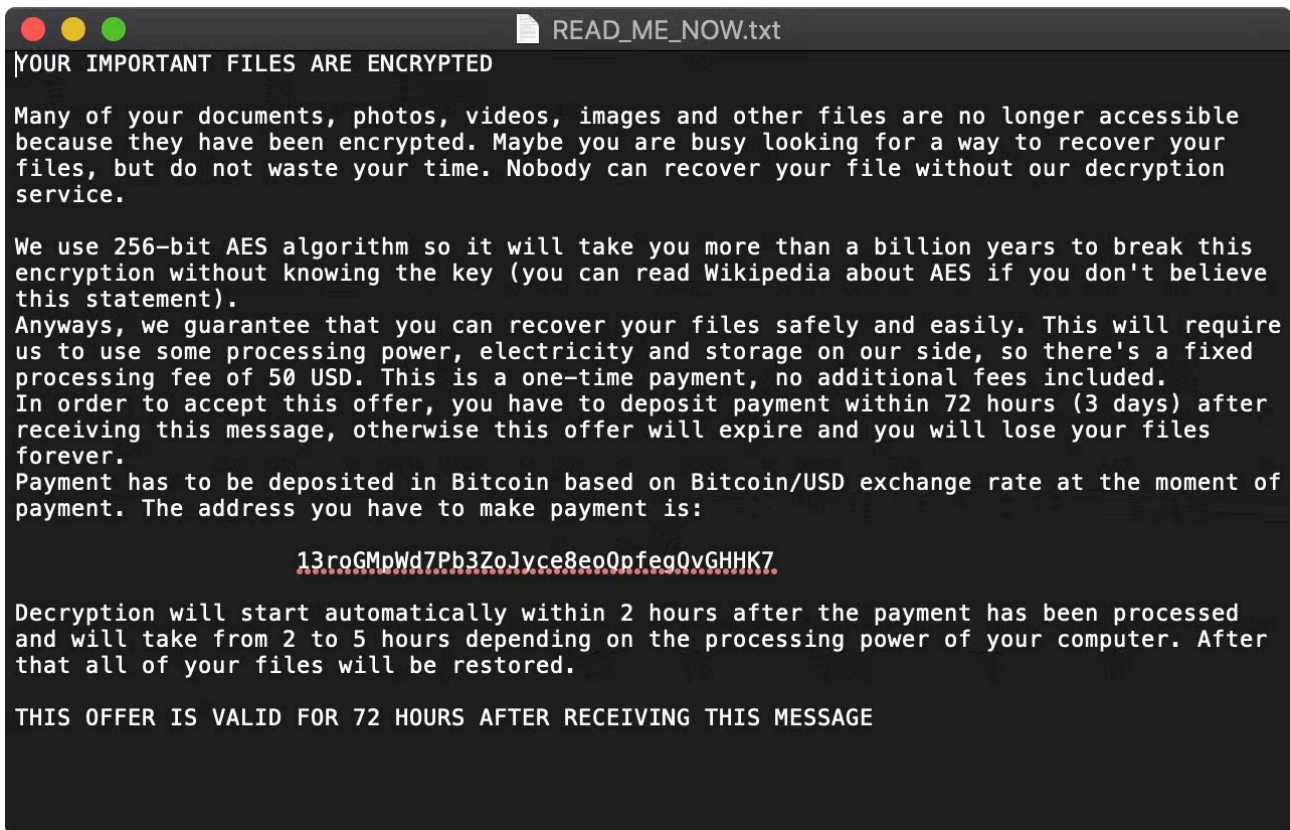 READ_ME_NOW.txt
YOUR IMPORTANT FILES ARE ENCRYPTED
Many of your documents, photos, videos, images and other files are no longer accessible
because they have been encrypted. Maybe you are busy looking for a way to recover your
files, but do not waste your time. Nobody can recover your file without our decryption
service.
We use 256-bit AES algorithm so it will take you more than a billion years to break this
encryption without knowing the key (you can read Wikipedia about AES if you don't believe
this statement).
Anyways, we guarantee that you can recover your files safely and easily. This will require
us to use some processing power, electricity and storage on our side, so there's a fixed
processing fee of 50 USD. This is a one-time payment, no additional fees included.
In order to accept this offer, you have to deposit payment within 72 hours (3 days) after
receiving this message, otherwise this offer will expire and you will lose your files
forever.
Payment has to be deposited in Bitcoin based on Bitcoin/USD exchange rate at the moment of
payment. The address you have to make payment is:
13roGMpWd7Pb3ZoJyce8eoQpfegQvGHHK7
Decryption will start automatically within 2 hours after the payment has been processed
and will take from 2 to 5 hours depending on the processing power of your computer. After
that all of your files will be restored.
THIS OFFER IS VALID FOR 72 HOURS AFTER RECEIVING THIS MESSAGE